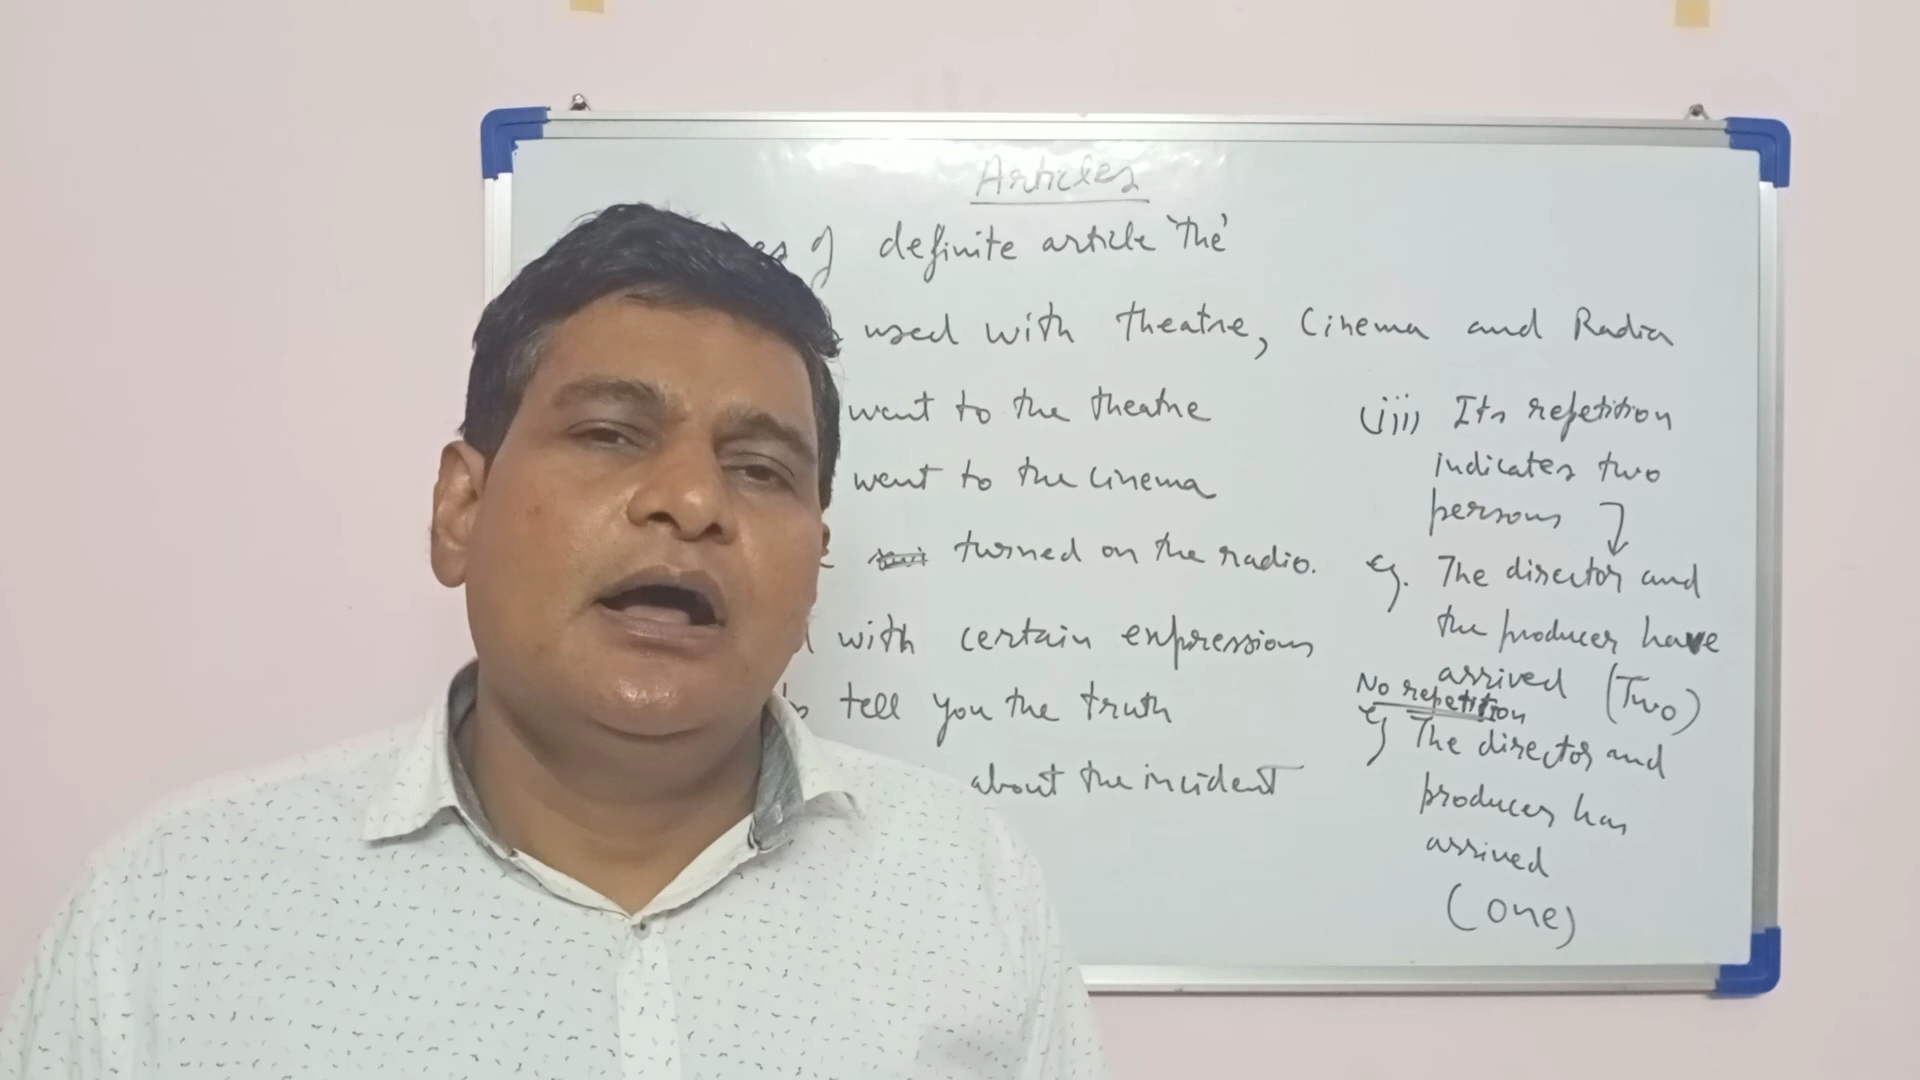 Articles
of definite article 'the'
used with theatre, Cinema and Radio
went to the theatre
went to the cinema
turned on the radio.
with certain expressions
tell you the truth
about the incident
(iii) Its repetition
indicates two
persons
eg. The director and
the producer have
arrived (Two)
No repetition
eg The director and
producer has
arrived
(one)